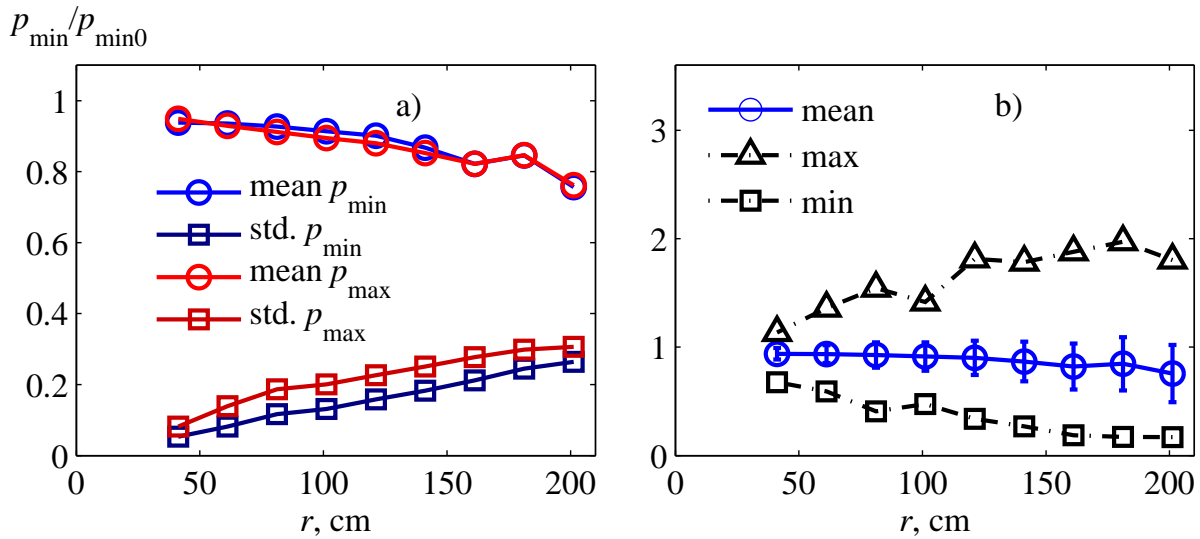 p_min/p_min0
1
0.8
0.6
0.4
0.2
0
a)
mean p_min
std. p_min
mean p_max
std. p_max
0 50 100 150 200
r, cm
3
2
1
0
b)
mean
max
min
0 50 100 150 200
r, cm